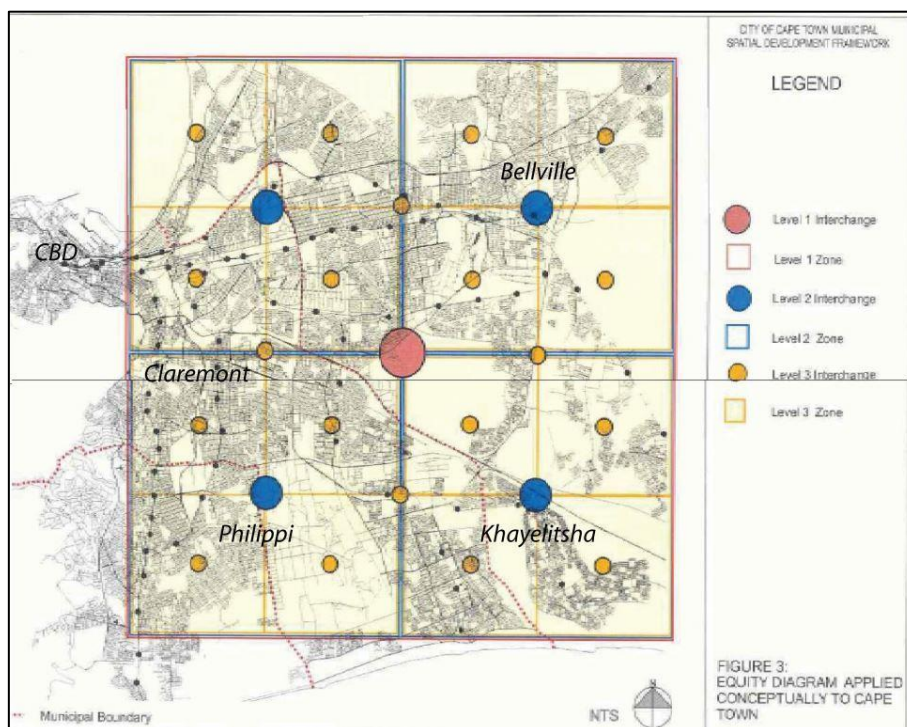 CITY OF CAPE TOWN MUNICIPAL
SPATIAL DEVELOPMENT FRAMEWORK
LEGEND
Level 1 Interchange
Level 1 Zone
Level 2 Interchange
Level 2 Zone
Level 3 Interchange
Level 3 Zone
Bellville
CBD
Claremont
Philippi
Khayelitsha
FIGURE 3:
EQUITY DIAGRAM APPLIED
CONCEPTUALLY TO CAPE
TOWN
Municipal Boundary
NTS
N